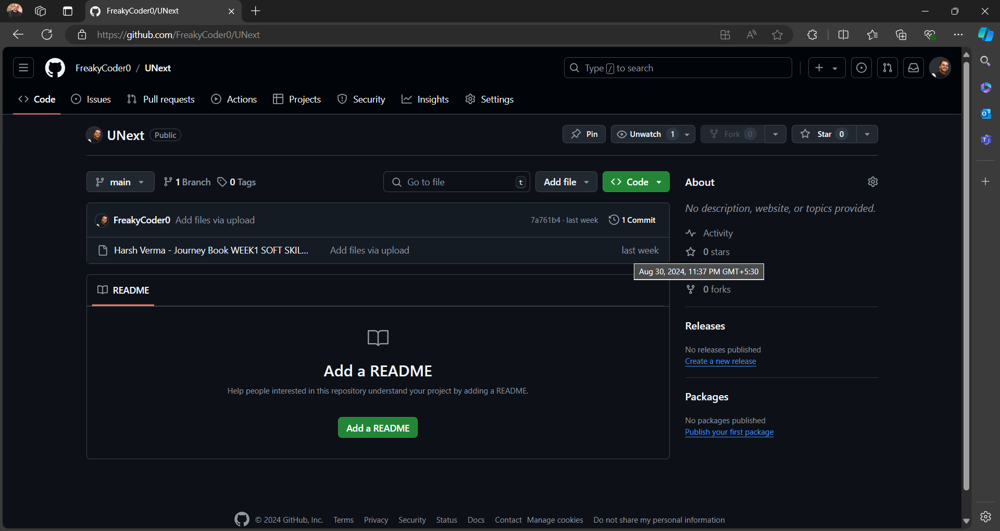 FreakyCoder0/UNext
https://github.com/FreakyCoder0/UNext
FreakyCoder0 / UNext
Type / to search
Code Issues Pull requests Actions Projects Security Insights Settings
UNext Public
Pin Unwatch 1 Fork 0 Star 0
main 1 Branch 0 Tags Go to file t Add file Code
About
No description, website, or topics provided.
FreakyCoder0 Add files via upload 7a761b4 · last week 1 Commit
Activity
Harsh Verma - Journey Book WEEK1 SOFT SKIL... Add files via upload last week
0 stars
Aug 30, 2024, 11:37 PM GMT+5:30
0 forks
README
Releases
No releases published
Create a new release
Add a README
Help people interested in this repository understand your project by adding a README.
Add a README
Packages
No packages published
Publish your first package
© 2024 GitHub, Inc. Terms Privacy Security Status Docs Contact Manage cookies Do not share my personal information